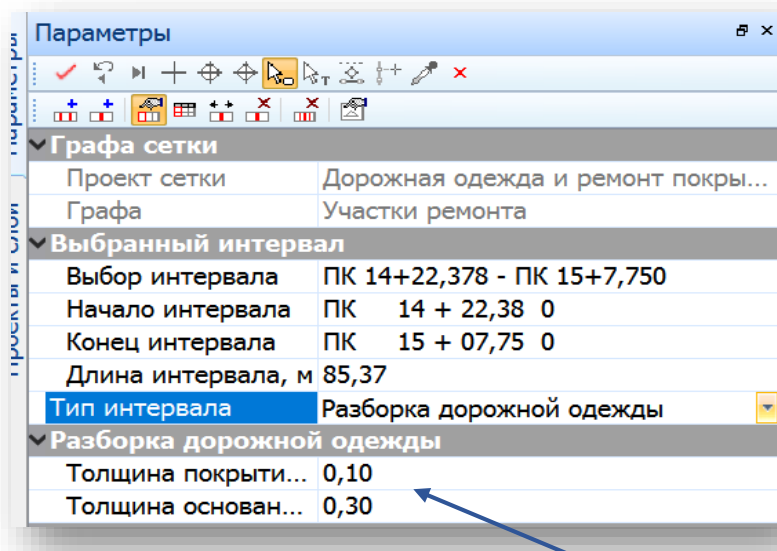 Параметры
Графа сетки
Проект сетки Дорожная одежда и ремонт покры...
Графа Участки ремонта
Выбранный интервал
Выбор интервала ПК 14+22,378 - ПК 15+7,750
Начало интервала ПК 14 + 22,38 0
Конец интервала ПК 15 + 07,75 0
Длина интервала, м 85,37
Тип интервала Разборка дорожной одежды
Разборка дорожной одежды
Толщина покрыти... 0,10
Толщина основан... 0,30
Параметры
Проекты и слои